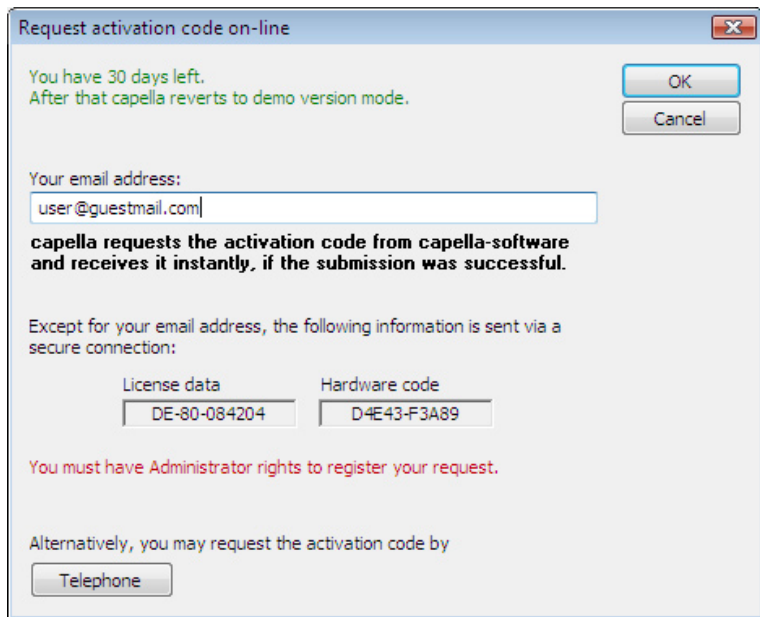 Request activation code on-line
You have 30 days left.
After that capella reverts to demo version mode.
OK
Cancel
Your email address:
user@guestmail.com
capella requests the activation code from capella-software
and receives it instantly, if the submission was successful.
Except for your email address, the following information is sent via a
secure connection:
License data
Hardware code
DE-80-084204
D4E43-F3A89
You must have Administrator rights to register your request.
Alternatively, you may request the activation code by
Telephone